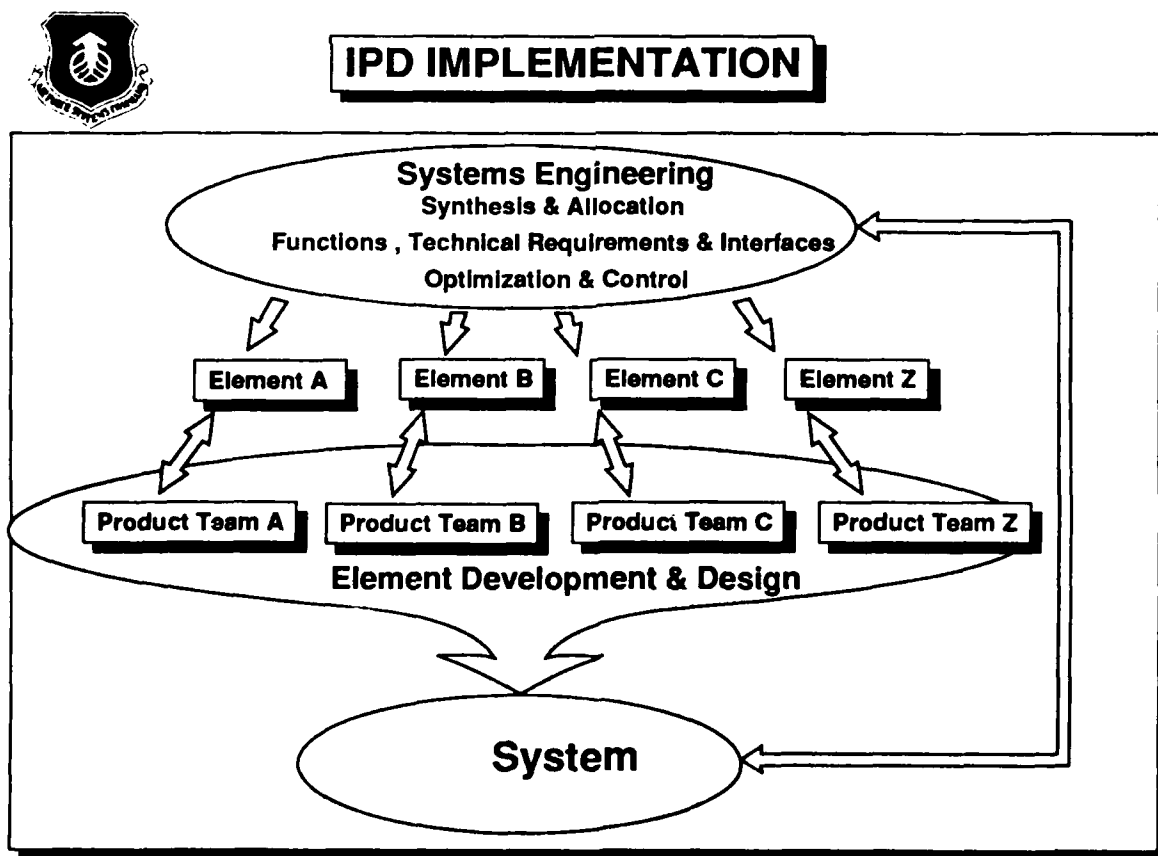 IPD IMPLEMENTATION
Systems Engineering
Synthesis & Allocation
Functions , Technical Requirements & Interfaces
Optimization & Control
Element A
Element B
Element C
Element Z
Product Team A
Product Team B
Product Team C
Product Team Z
Element Development & Design
System